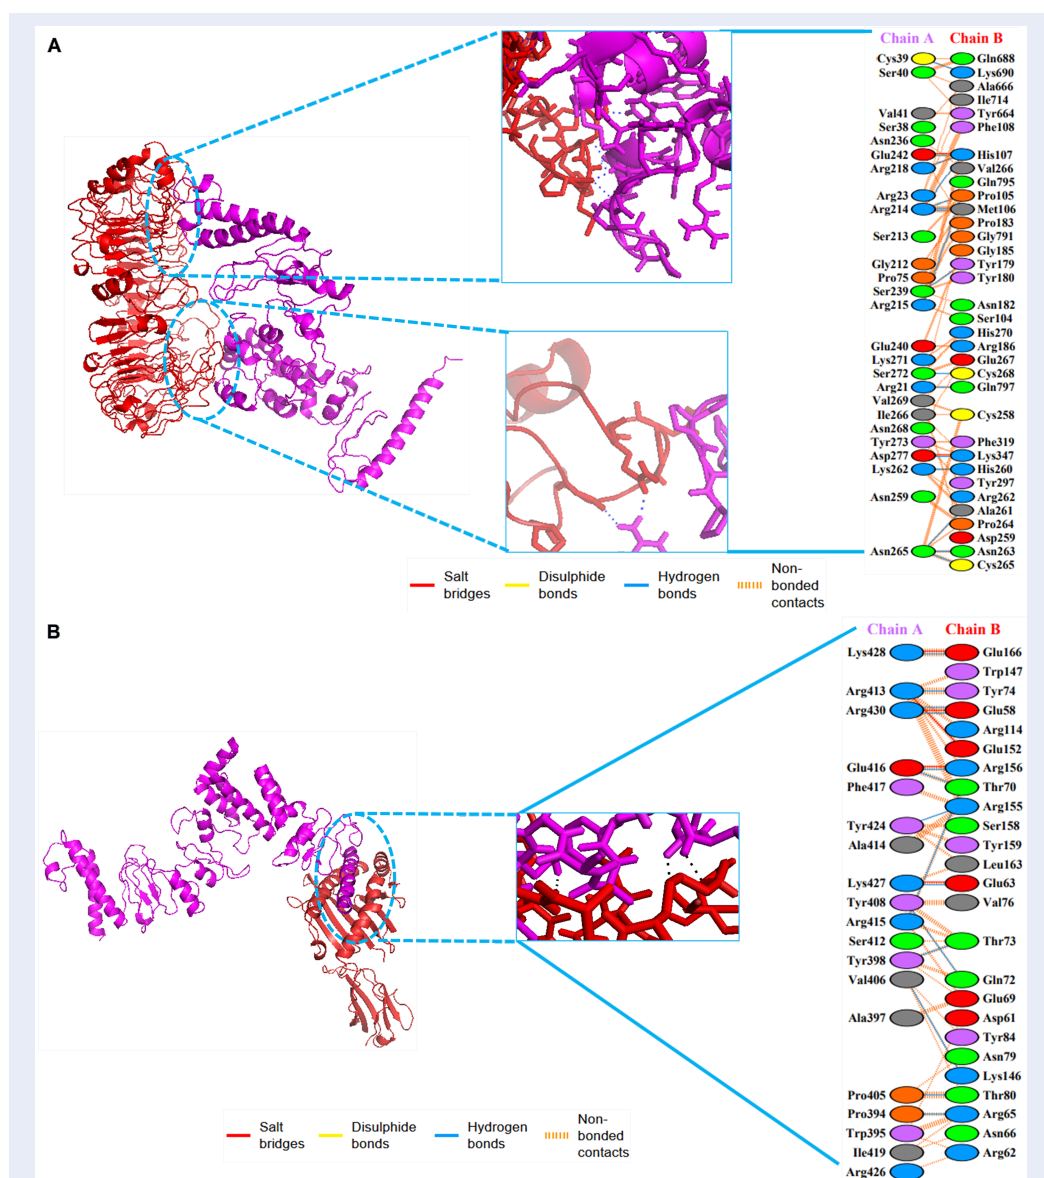 A
Chain A Chain B
Cys39 Gln688
Ser40 Lys690
Ala666
Ile714
Val41 Tyr664
Ser38 Phe108
Asn236
Glu242 His107
Arg218 Val266
Gln795
Arg23 Pro105
Arg214 Met106
Pro183
Ser213 Gly791
Gly185
Gly212 Tyr179
Pro75 Tyr180
Ser239
Arg215 Asn182
Ser104
His270
Glu240 Arg186
Lys271 Glu267
Ser272 Cys268
Arg21 Gln797
Val269
Ile266 Cys258
Asn268
Tyr273 Phe319
Asp277 Lys347
Lys262 His260
Tyr297
Asn259 Arg262
Ala261
Pro264
Asp259
Asn265 Asn263
Cys265
Salt bridges
Disulphide bonds
Hydrogen bonds
Non-
bonded
contacts
B
Chain A Chain B
Lys428 Glu166
Trp147
Arg413 Tyr74
Arg430 Glu58
Arg114
Glu152
Glu416 Arg156
Phe417 Thr70
Arg155
Tyr424 Ser158
Ala414 Tyr159
Leu163
Lys427 Glu63
Tyr408 Val76
Arg415
Ser412 Thr73
Tyr398
Val406 Gln72
Glu69
Ala397 Asp61
Tyr84
Asn79
Lys146
Pro405 Thr80
Pro394 Arg65
Trp395 Asn66
Ile419 Arg62
Arg426
Salt bridges
Disulphide bonds
Hydrogen bonds
Non-
bonded
contacts